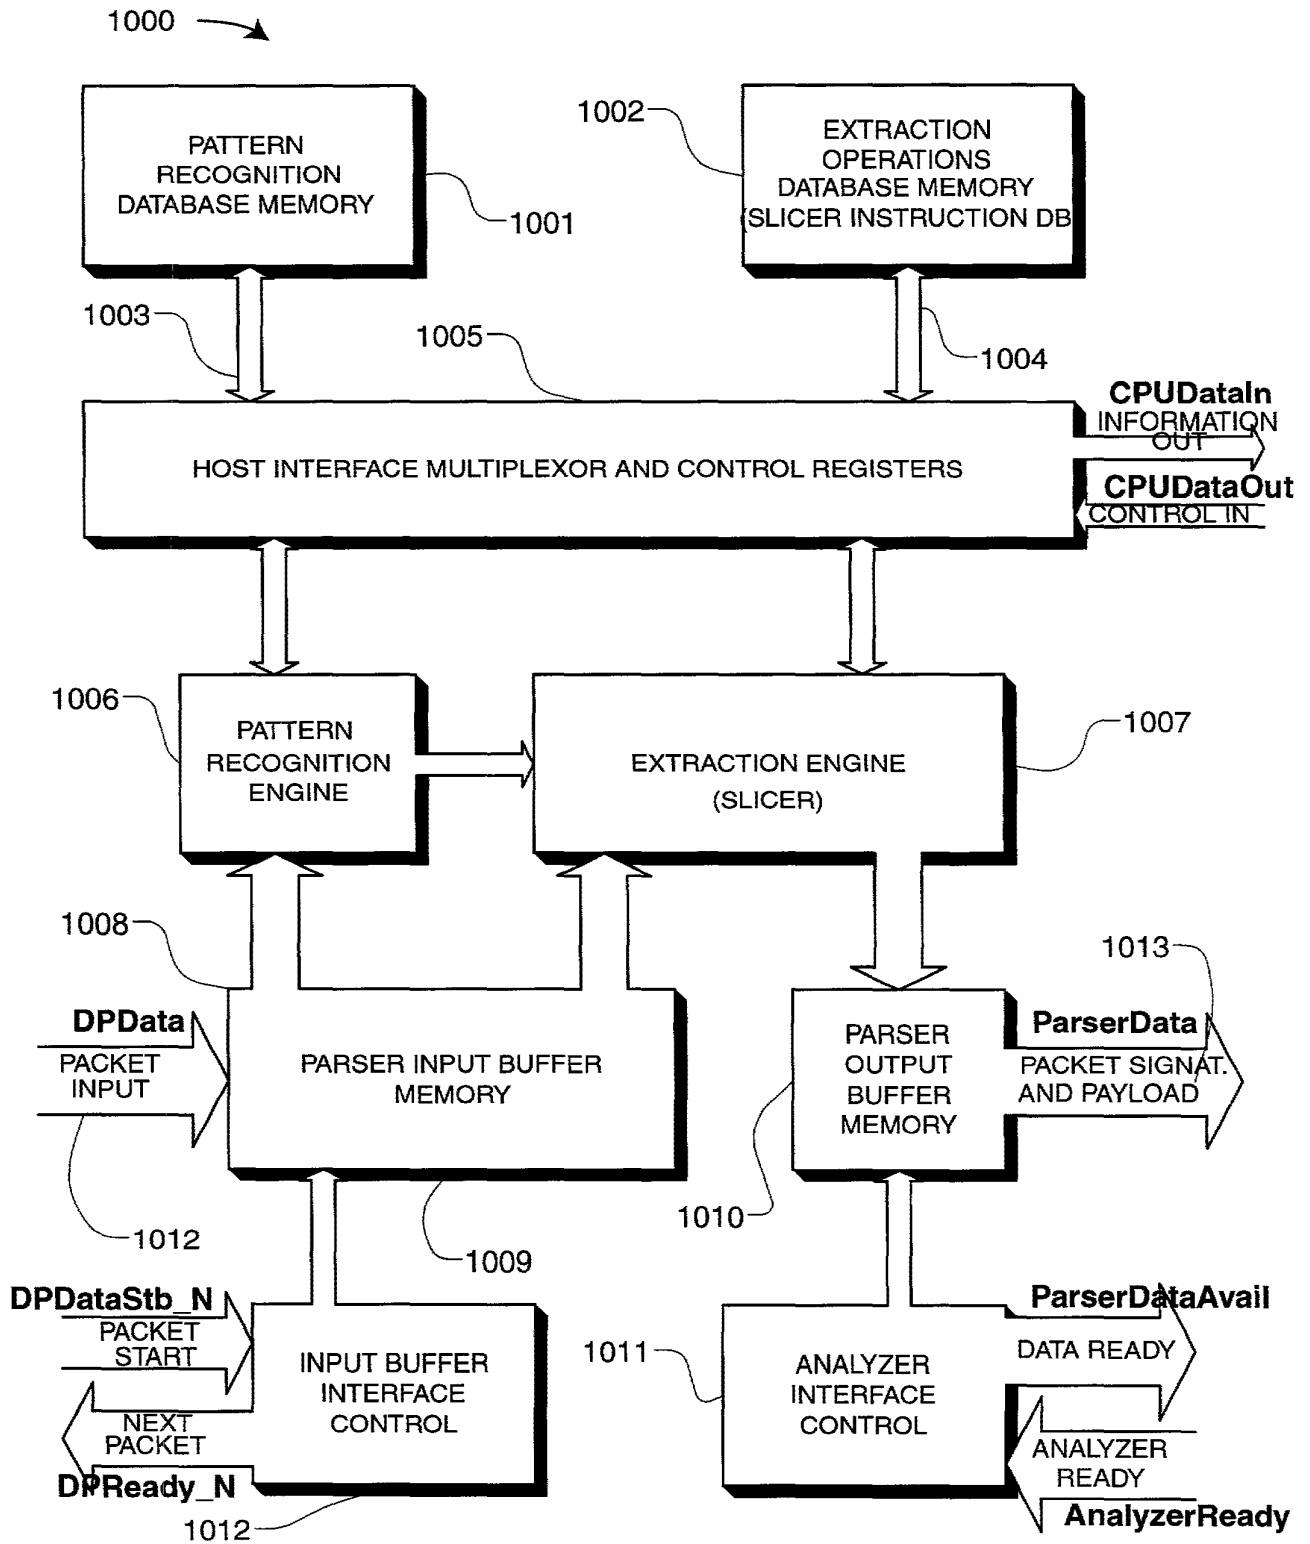 1000
PATTERN
RECOGNITION
DATABASE MEMORY
1001
1002
EXTRACTION
OPERATIONS
DATABASE MEMORY
(SLICER INSTRUCTION DB
1003
1004
1005
HOST INTERFACE MULTIPLEXOR AND CONTROL REGISTERS
CPUDataIn
INFORMATION
OUT
CPUDataOut
CONTROL IN
1006
PATTERN
RECOGNITION
ENGINE
EXTRACTION ENGINE
(SLICER)
1007
1008
DPData
PACKET
INPUT
1012
PARSER INPUT BUFFER
MEMORY
1009
PARSER
OUTPUT
BUFFER
MEMORY
1010
1013
ParserData
PACKET SIGNAT.
AND PAYLOAD
DPDataStb_N
PACKET
START
NEXT
PACKET
DPReady_N
INPUT BUFFER
INTERFACE
CONTROL
1012
1011
ANALYZER
INTERFACE
CONTROL
ParserDataAvail
DATA READY
ANALYZER
READY
AnalyzerReady